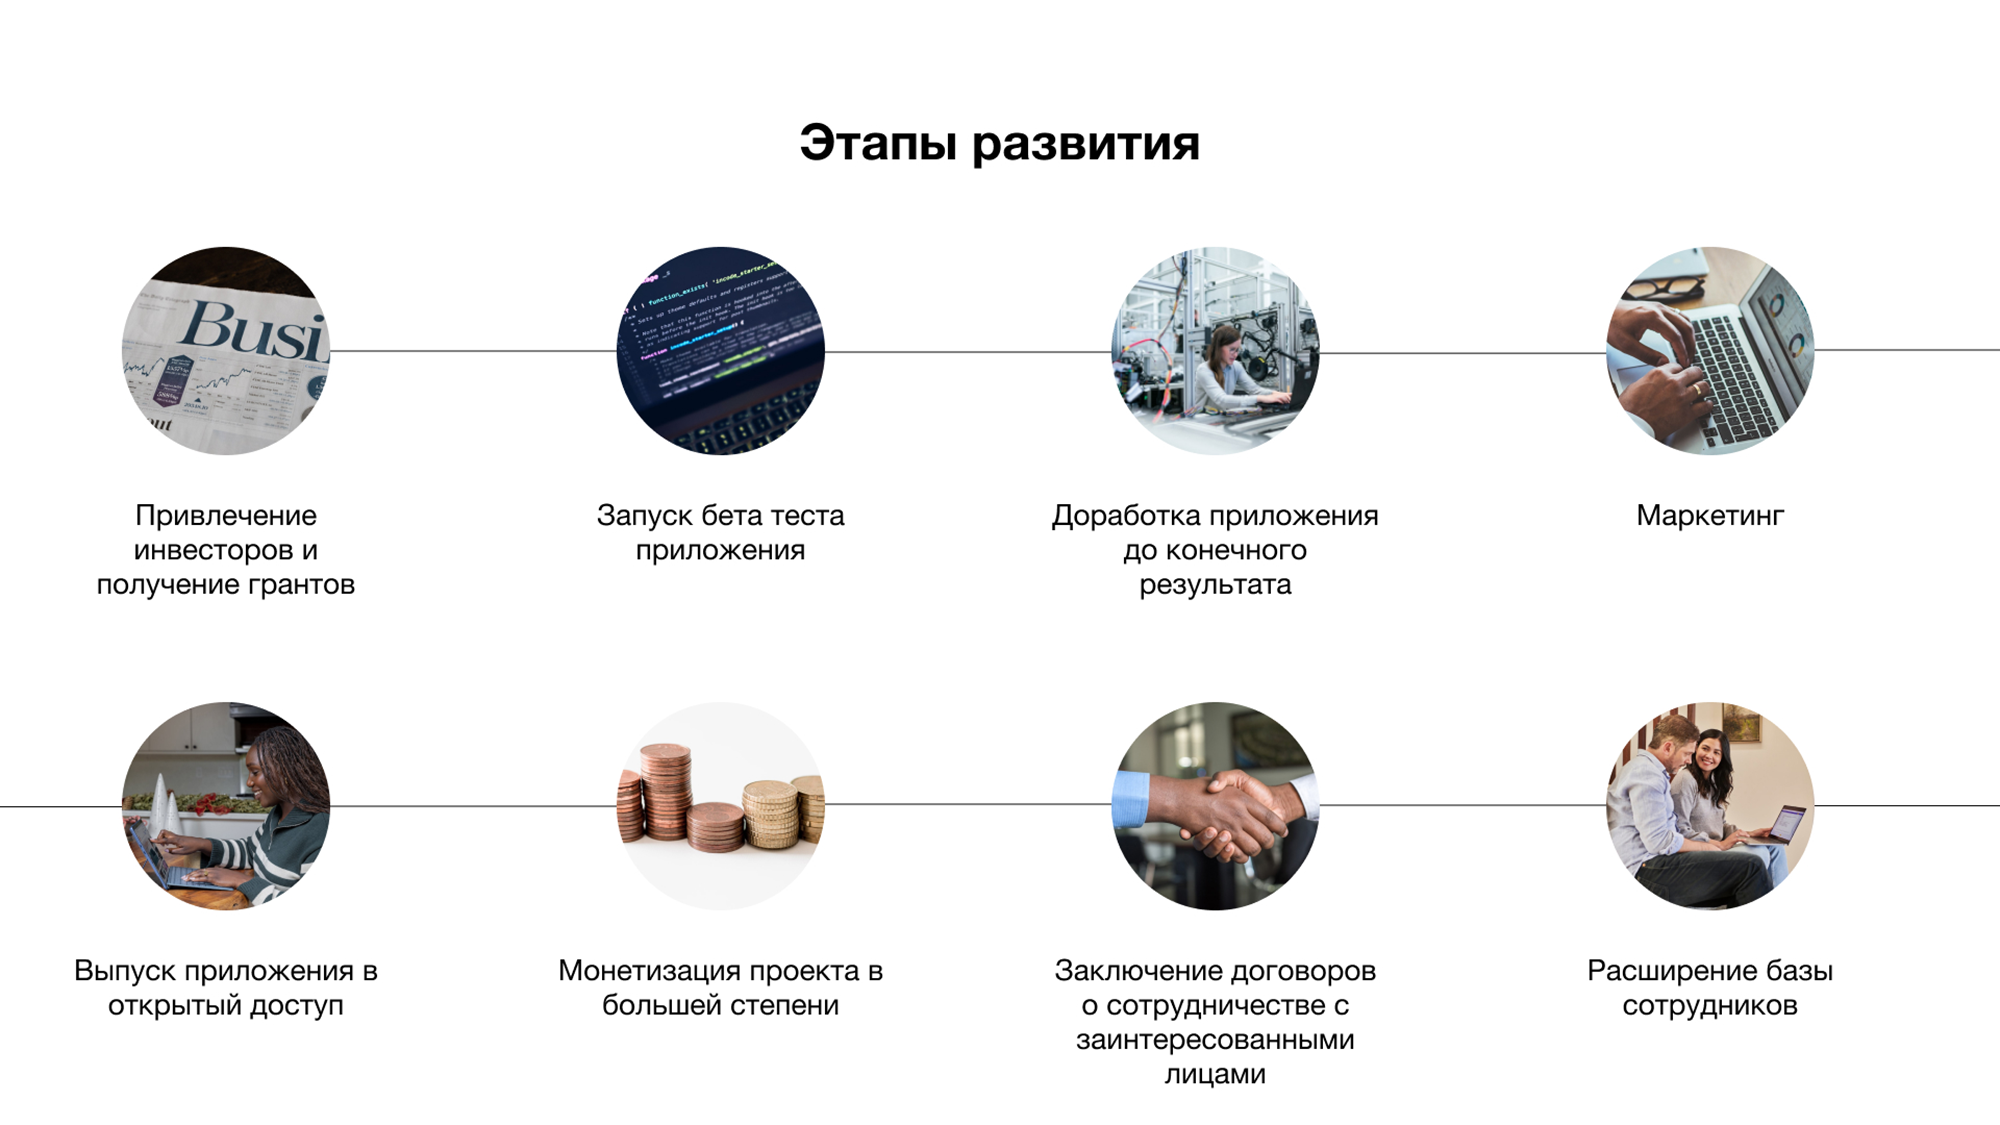 Этапы развития
Busi
Привлечение
инвесторов и
получение грантов
Запуск бета теста
приложения
Доработка приложения
до конечного
результата
Маркетинг
Выпуск приложения в
открытый доступ
Монетизация проекта в
большей степени
Заключение договоров
о сотрудничестве с
заинтересованными
лицами
Расширение базы
сотрудников